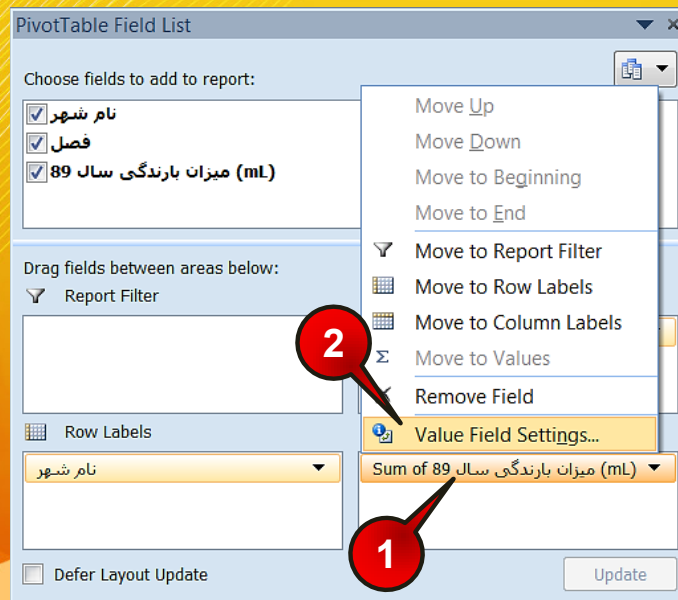 PivotTable Field List
Choose fields to add to report:
نام شهر
فصل
میزان بارندگی سال 89 (mL)
Move Up
Move Down
Move to Beginning
Move to End
Drag fields between areas below:
Report Filter
Move to Report Filter
Move to Row Labels
Move to Column Labels
Move to Values
Remove Field
Value Field Settings...
2
Row Labels
نام شهر
Sum of میزان بارندگی سال 89 (mL)
1
Defer Layout Update
Update